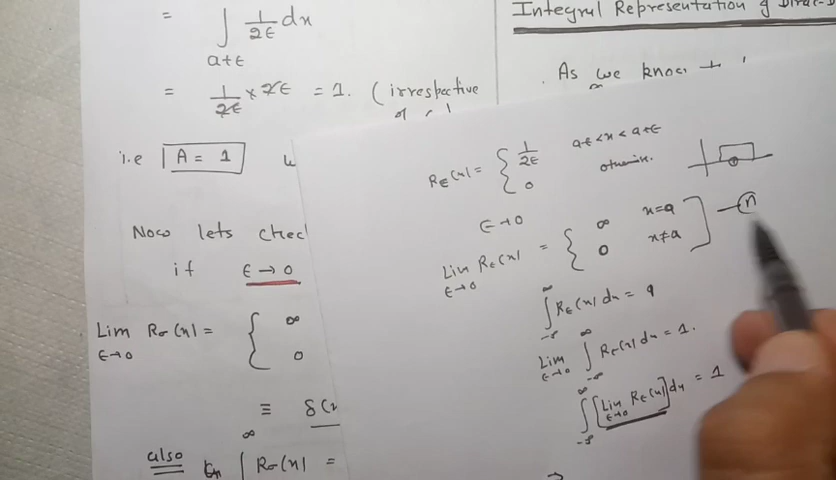 = ∫ 1/2ϵ dx
a+ϵ
= 1/2ϵ × 2ϵ = 1. (irrespective
i.e A = 1
Now lets chec
if ϵ → 0
Lim Rσ(x) = { ∞
ϵ→0 0
≡ δ(x
also ∫ Rσ(x) =
∞
Integral Representation of Dirac-D
. As we know
Rϵ(x) = { 1/2ϵ a-ϵ<x<a+ϵ
0 otherwise.
ϵ→0
Lim Rϵ(x) = { ∞ x=a
ϵ→0 0 x≠a
n
∫ Rϵ(x) dx = 1
-∞ ∞
Lim ∫ Rϵ(x) dx = 1.
ϵ→0 -∞ ∞
∫ [Lim Rϵ(x)] dx = 1
-∞ ∞ ϵ→0